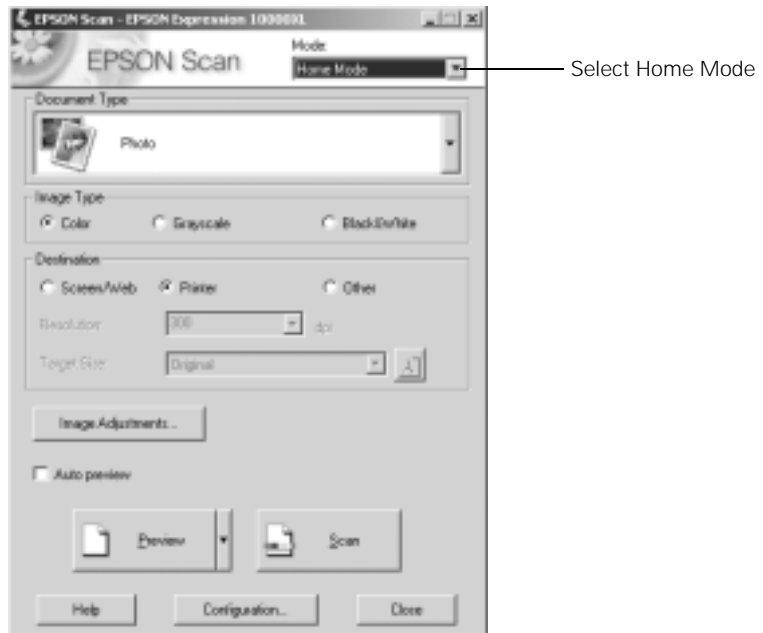 EPSON Scan - EPSON Expression 10000XL
EPSON Scan
Mode:
Home Mode
Select Home Mode
Document Type
Photo
Image Type
Color Grayscale Black&White
Destination
Screen/Web Printer Other
Resolution: 300 dpi
Target Size: Original
Image Adjustments...
Auto preview
Preview Scan
Help Configuration... Close